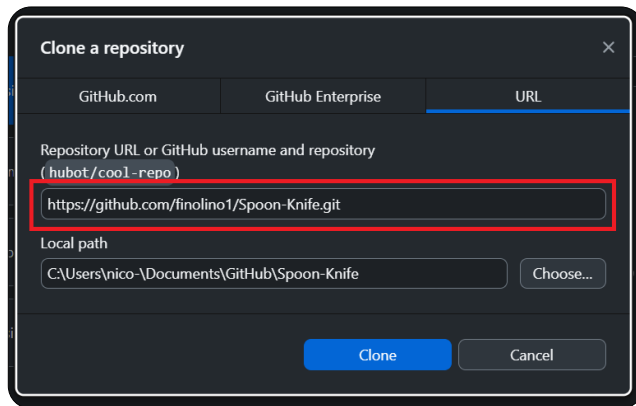 Clone a repository
GitHub.com GitHub Enterprise URL
Repository URL or GitHub username and repository
(hubot/cool-repo)
https://github.com/finolino1/Spoon-Knife.git
Local path
C:\Users\nico-\Documents\GitHub\Spoon-Knife Choose...
Clone Cancel